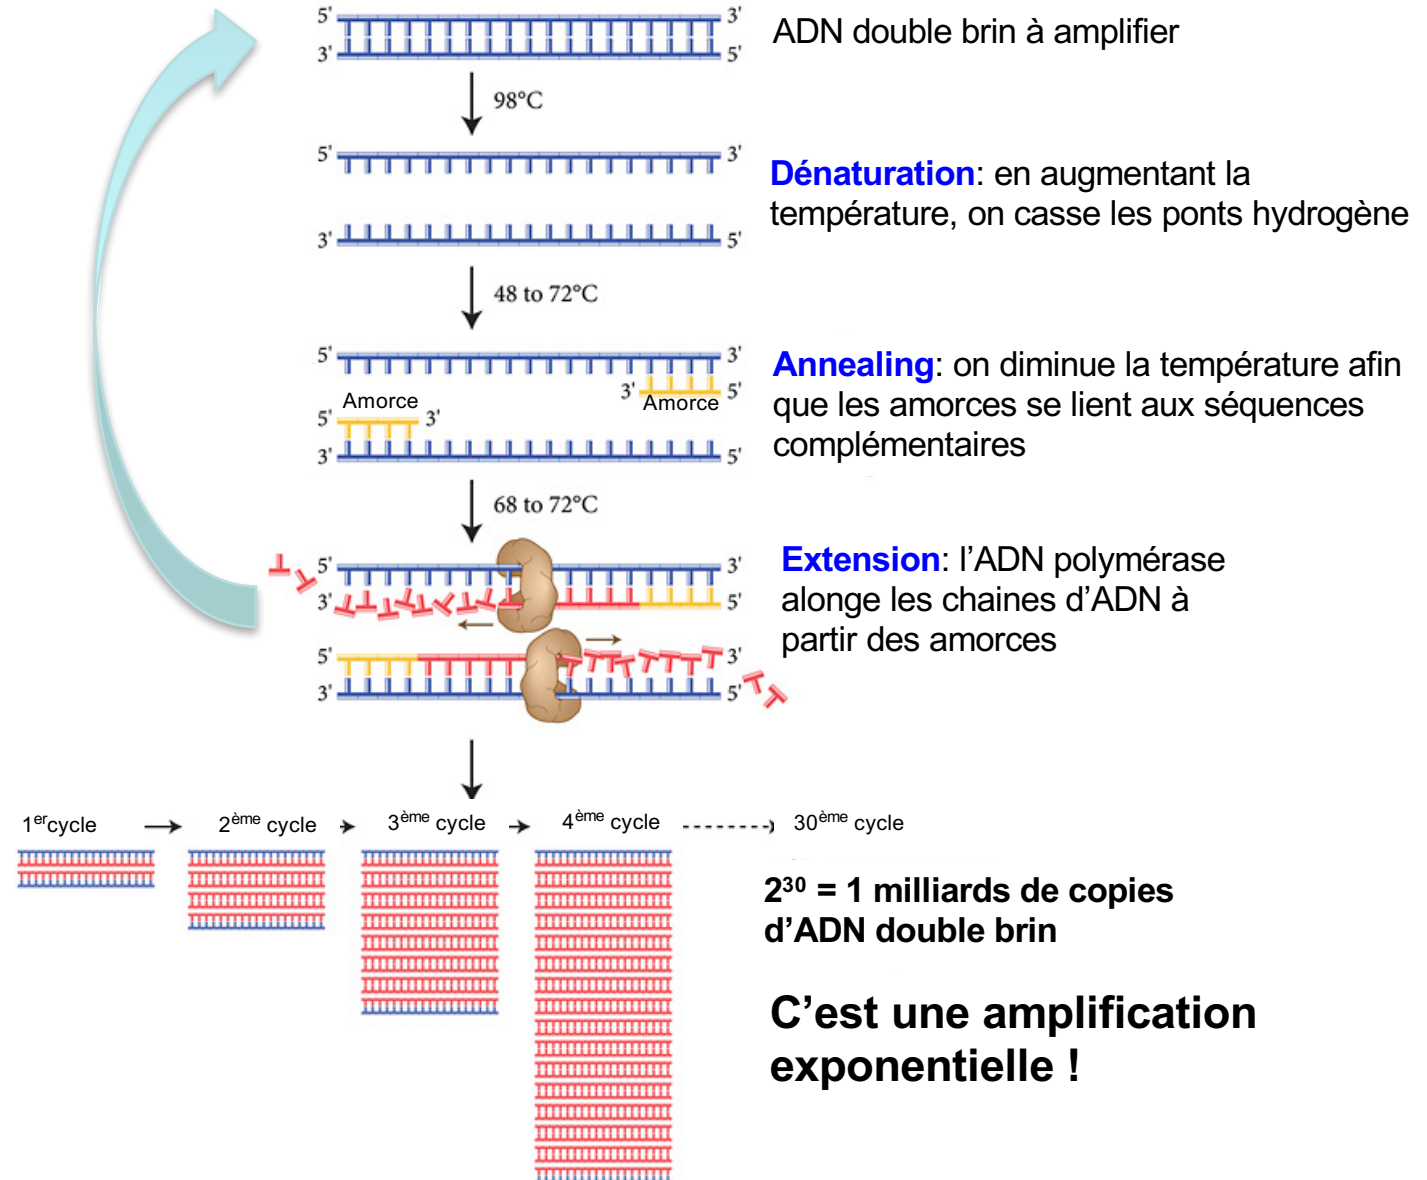 5' 3' ADN double brin à amplifier
3' 5'
98°C
5' 3'
Dénaturation: en augmentant la
température, on casse les ponts hydrogène
3' 5'
48 to 72°C
5' 3'
Annealing: on diminue la température afin
que les amorces se lient aux séquences
complémentaires
3' Amorce 5'
Amorce
5' 3'
3' 5'
68 to 72°C
Extension: l'ADN polymérase
alonge les chaines d'ADN à
partir des amorces
5' 3'
3' 5'
5' 3'
3' 5'
1er cycle 2ème cycle 3ème cycle 4ème cycle 30ème cycle
2³⁰ = 1 milliards de copies
d'ADN double brin
C'est une amplification
exponentielle !